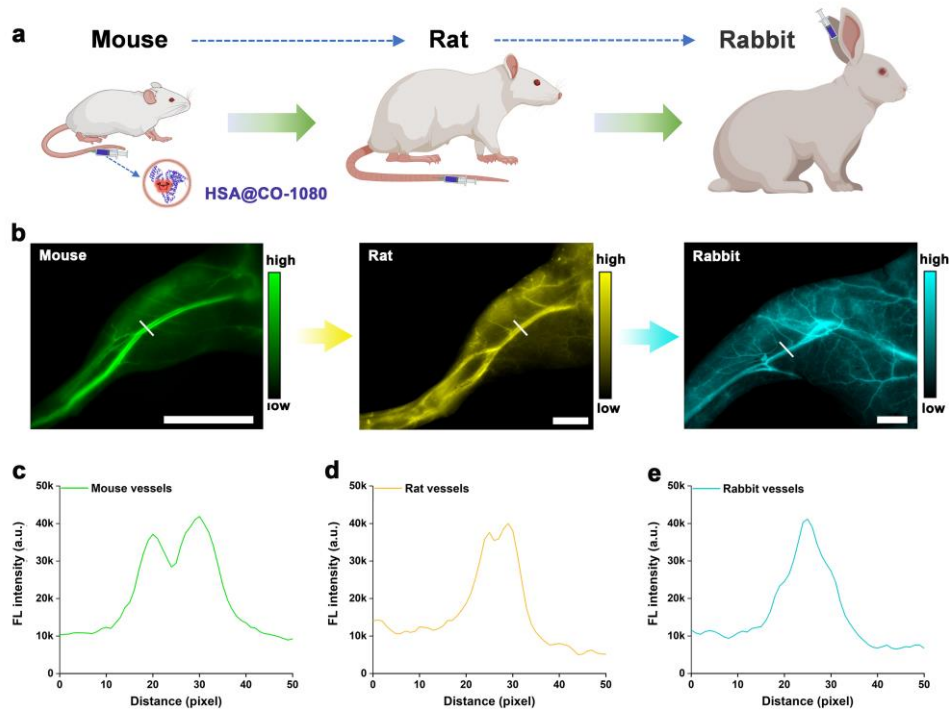 a
Mouse
Rat
Rabbit
HSA@CO-1080
b
Mouse
high
low
Rat
high
low
Rabbit
high
low
c
Mouse vessels
50k
40k
30k
20k
10k
0
FL intensity (a.u.)
0 10 20 30 40 50
Distance (pixel)
d
Rat vessels
50k
40k
30k
20k
10k
0
FL intensity (a.u.)
0 10 20 30 40 50
Distance (pixel)
e
Rabbit vessels
50k
40k
30k
20k
10k
0
FL intensity (a.u.)
0 10 20 30 40 50
Distance (pixel)